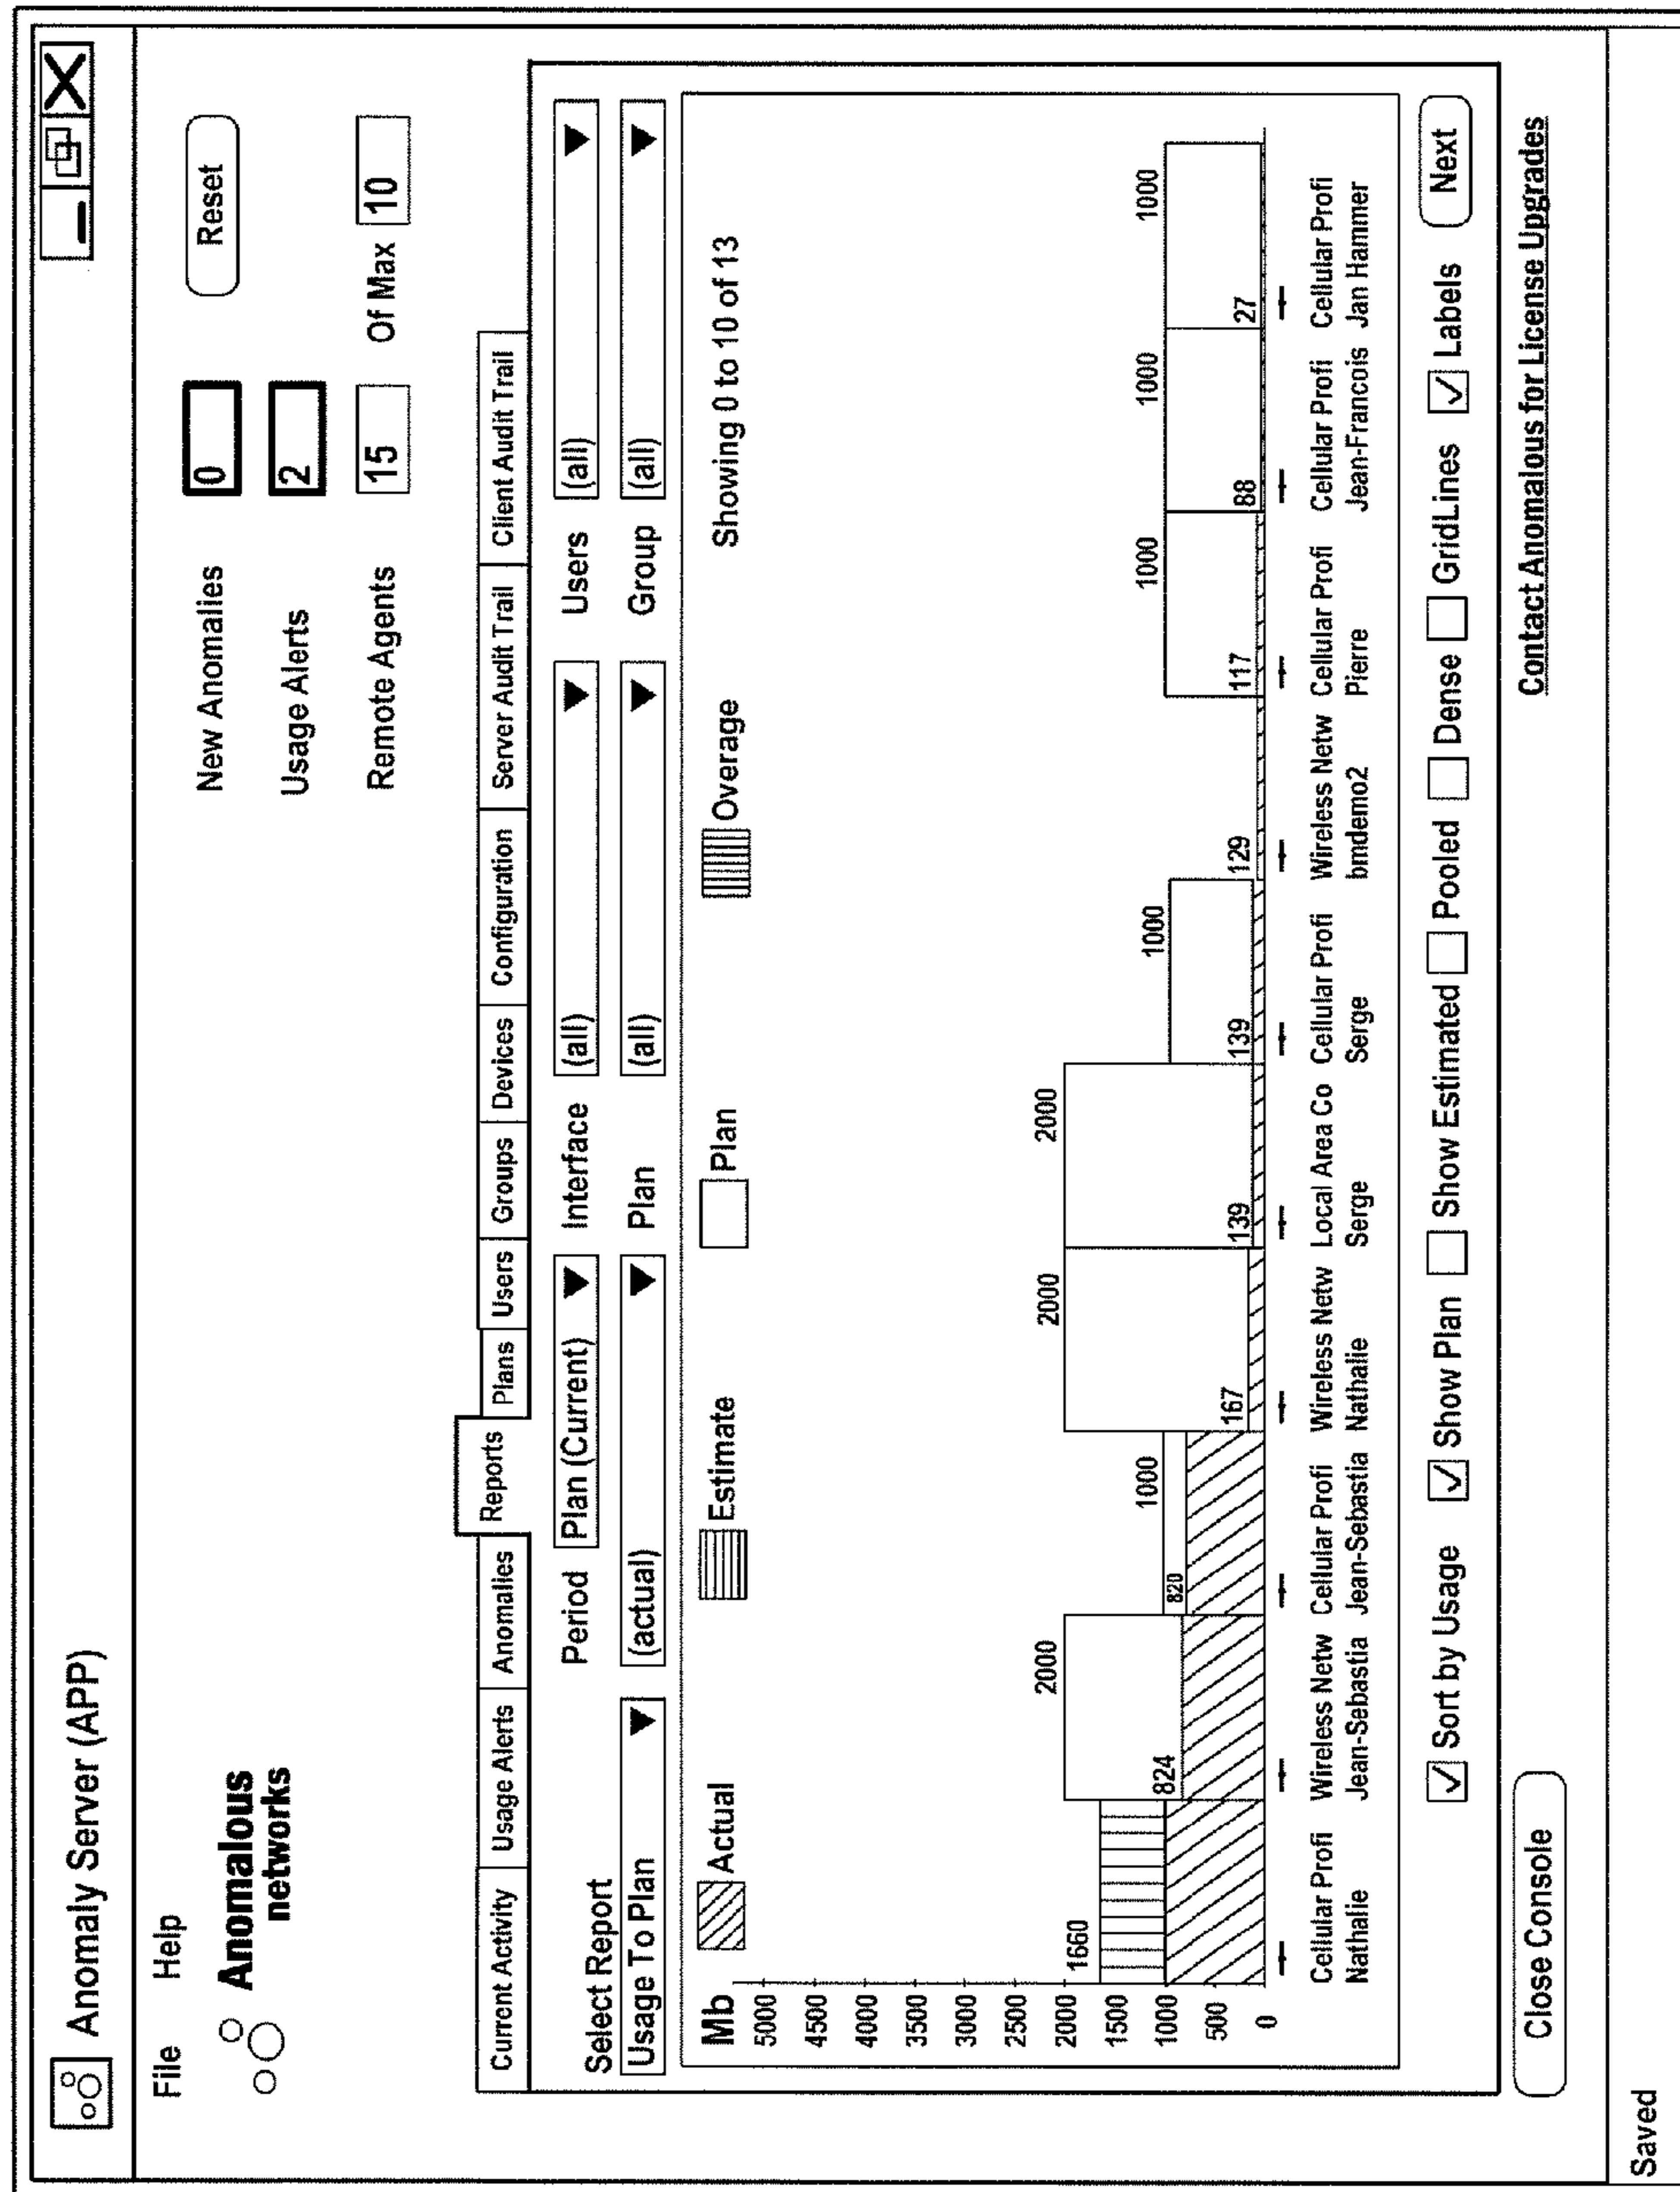 Anomaly Server (APP)
File Help
Anomalous
networks
New Anomalies 0 Reset
Usage Alerts 2
Remote Agents 15 Of Max 10
Current Activity Usage Alerts Anomalies Reports Plans Users Groups Devices Configuration Server Audit Trail Client Audit Trail
Select Report Period Plan (Current) Interface (all) Users (all)
Usage To Plan (actual) Plan (all) Group (all)
Actual Estimate Plan Overage Showing 0 to 10 of 13
Mb
5000
4500
4000
3500
3000
2500
2000
1500
1000
500
0
1660
2000
824
1000
820
2000
167
2000
139
1000
139
129
1000
117
1000
88
1000
27
Cellular Profi Wireless Netw Cellular Profi Wireless Netw Local Area Co Cellular Profi Wireless Netw Cellular Profi Cellular Profi Cellular Profi
Nathalie Jean-Sebastia Jean-Sebastia Nathalie Serge Serge bmdemo2 Pierre Jean-Francois Jan Hammer
Sort by Usage Show Plan Show Estimated Pooled Dense GridLines Labels Next
Close Console Contact Anomalous for License Upgrades
Saved